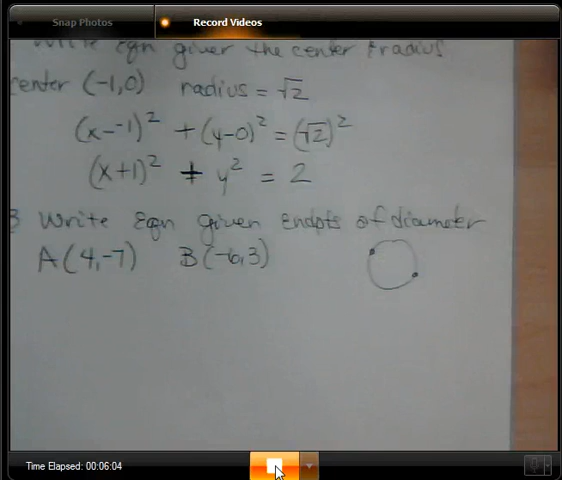 Snap Photos Record Videos
Write Eqn given the center & radius
center (-1,0) radius = √2
(x--1)² + (y-0)² = (√2)²
(x+1)² + y² = 2
3 Write Eqn given endpts of diameter
A(4,-7) B(-6,3)
Time Elapsed: 00:06:04